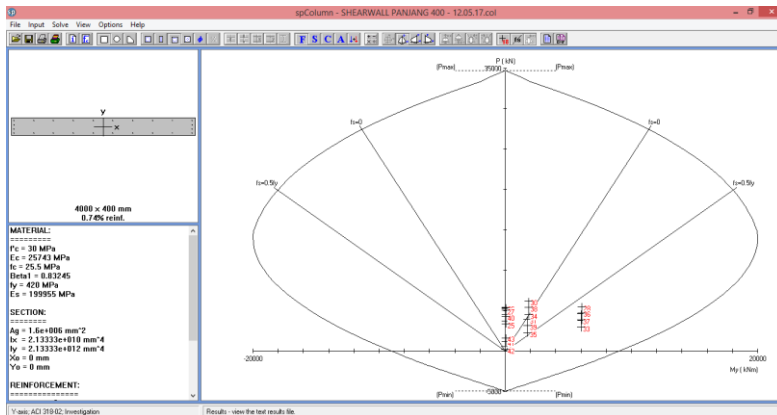 spColumn - SHEARWALL PANJANG 400 - 12.05.17.col
File Input Solve View Options Help
F S C A
y
x
4000 x 400 mm
0.74% reinf.
MATERIAL:
=========
f'c = 30 MPa
Ec = 25743 MPa
fc = 25.5 MPa
Beta1 = 0.83245
fy = 420 MPa
Es = 199955 MPa
SECTION:
========
Ag = 1.6e+006 mm^2
Ix = 2.13333e+010 mm^4
Iy = 2.13333e+012 mm^4
Xo = 0 mm
Yo = 0 mm
REINFORCEMENT:
===============
P ( kN)
35000
(Pmax)
(Pmax)
fs=0
fs=0
fs=0.5fy
fs=0.5fy
-20000
20000
My ( kNm)
-5000
(Pmin)
(Pmin)
Y-axis; ACI 318-02; Investigation
Results - view the text results file.